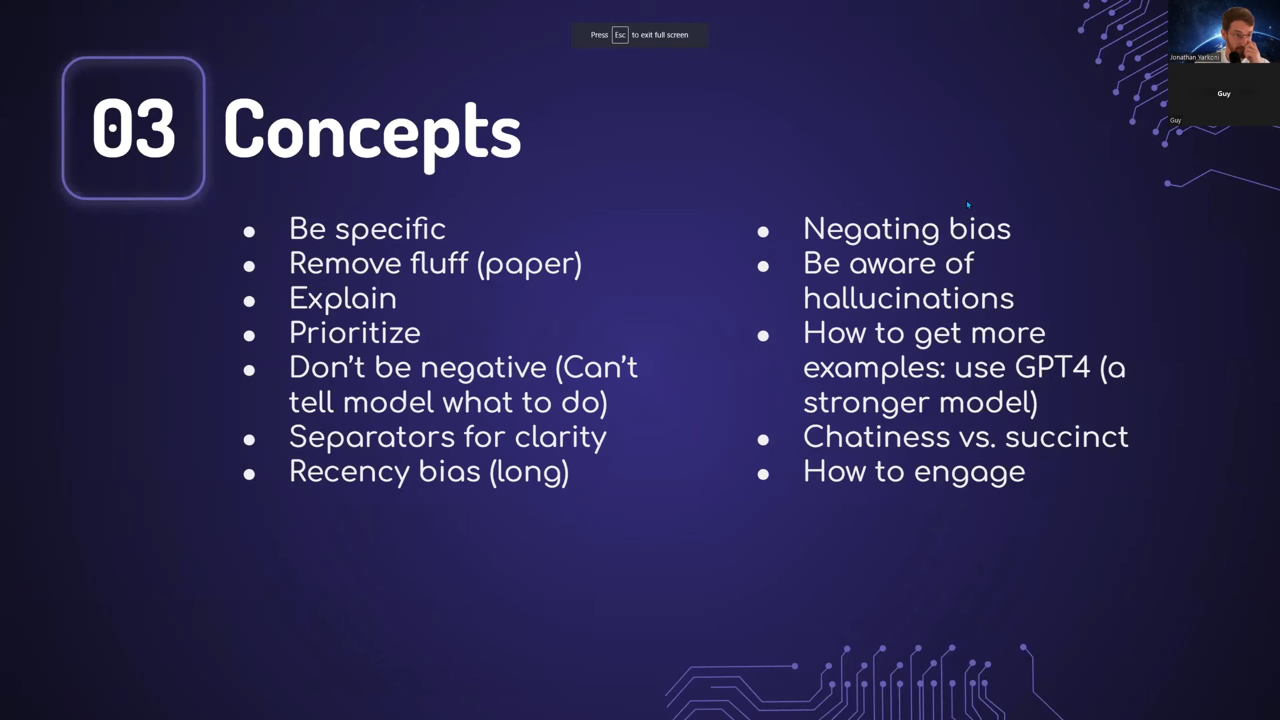 Press Esc to exit full screen
Jonathan Yarkoni
Guy
Guy
03 Concepts
● Be specific
● Remove fluff (paper)
● Explain
● Prioritize
● Don't be negative (Can't
tell model what to do)
● Separators for clarity
● Recency bias (long)
● Negating bias
● Be aware of
hallucinations
● How to get more
examples: use GPT4 (a
stronger model)
● Chatiness vs. succinct
● How to engage